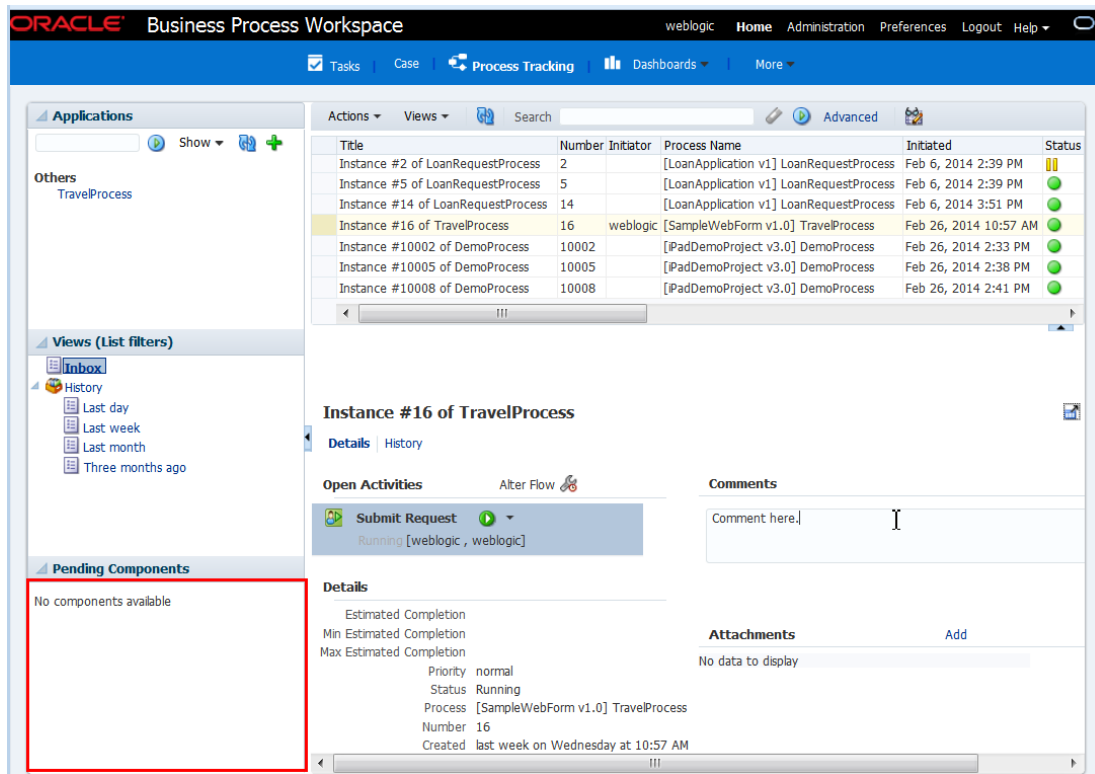 ORACLE Business Process Workspace weblogic Home Administration Preferences Logout Help
Tasks Case Process Tracking Dashboards More
Applications
Show
Others
TravelProcess
Views (List filters)
Inbox
History
Last day
Last week
Last month
Three months ago
Pending Components
No components available
Actions Views Search Advanced
Title Number Initiator Process Name Initiated Status
Instance #2 of LoanRequestProcess 2 [LoanApplication v1] LoanRequestProcess Feb 6, 2014 2:39 PM
Instance #5 of LoanRequestProcess 5 [LoanApplication v1] LoanRequestProcess Feb 6, 2014 2:39 PM
Instance #14 of LoanRequestProcess 14 [LoanApplication v1] LoanRequestProcess Feb 6, 2014 3:51 PM
Instance #16 of TravelProcess 16 weblogic [SampleWebForm v1.0] TravelProcess Feb 26, 2014 10:57 AM
Instance #10002 of DemoProcess 10002 [iPadDemoProject v3.0] DemoProcess Feb 26, 2014 2:33 PM
Instance #10005 of DemoProcess 10005 [iPadDemoProject v3.0] DemoProcess Feb 26, 2014 2:38 PM
Instance #10008 of DemoProcess 10008 [iPadDemoProject v3.0] DemoProcess Feb 26, 2014 2:41 PM
Instance #16 of TravelProcess
Details History
Open Activities Alter Flow
Submit Request
Running [weblogic , weblogic]
Details
Estimated Completion
Min Estimated Completion
Max Estimated Completion
Priority normal
Status Running
Process [SampleWebForm v1.0] TravelProcess
Number 16
Created last week on Wednesday at 10:57 AM
Comments
Comment here.
Attachments Add
No data to display